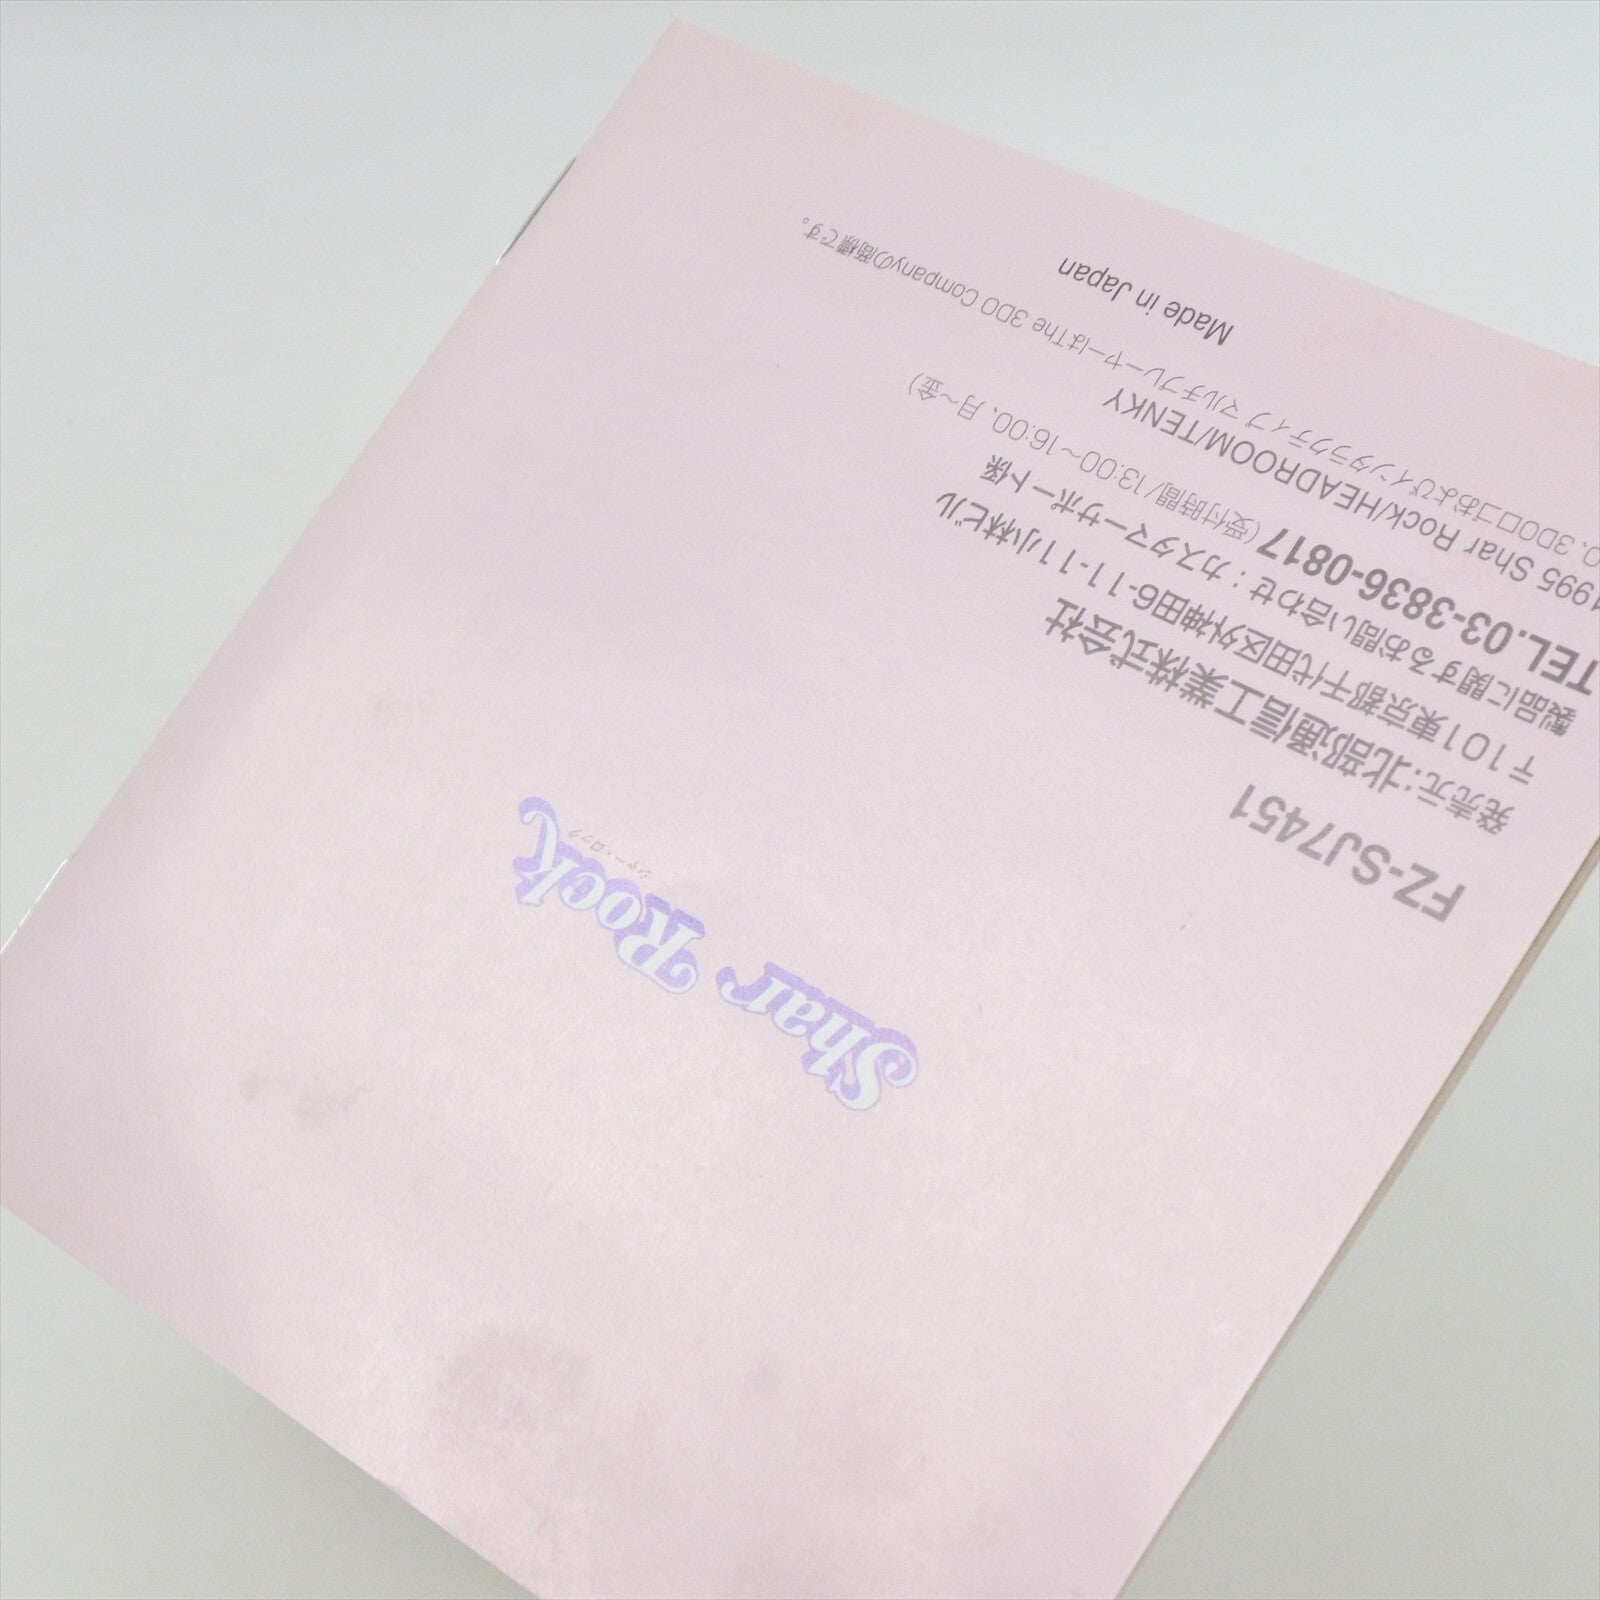 Shar Rock
シャー・ロック
FZ-SJ7451
発売元:北部通信工業株式会社
〒101東京都千代田区外神田6-11-11小林ビル
製品に関するお問い合わせ:カスタマーサポート係
TEL.03-3836-0817(受付時間/13:00~16:00、月~金)
1995 Shar Rock/HEADROOM/TENKY
O、3DOロゴおよびインタラクティブ マルチプレーヤーはThe 3DO Companyの商標です。
Made in Japan